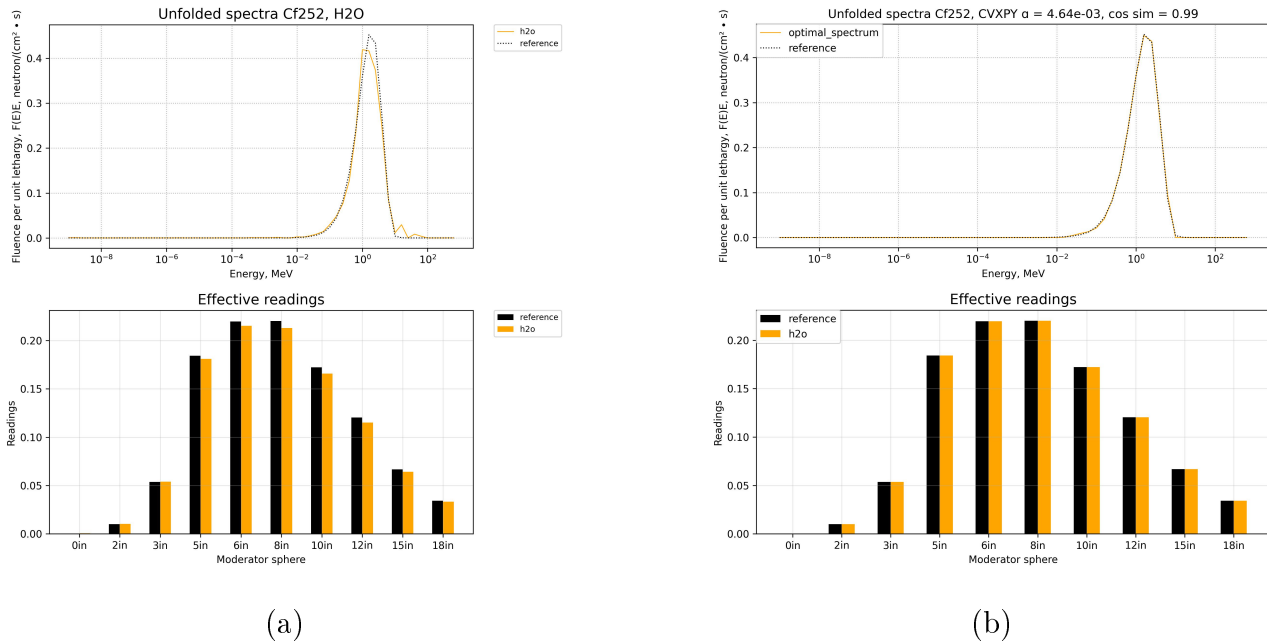 Unfolded spectra Cf252, H2O
Fluence per unit lethargy, F(E)E, neutron/(cm² • s)
0.4
0.3
0.2
0.1
0.0
10⁻⁸ 10⁻⁶ 10⁻⁴ 10⁻² 10⁰ 10²
Energy, MeV
h2o
reference
Effective readings
Readings
0.20
0.15
0.10
0.05
0.00
0in 2in 3in 5in 6in 8in 10in 12in 15in 18in
Moderator sphere
reference
h2o
(a)
Unfolded spectra Cf252, CVXPY α = 4.64e-03, cos sim = 0.99
Fluence per unit lethargy, F(E)E, neutron/(cm² • s)
optimal_spectrum
reference
0.4
0.3
0.2
0.1
0.0
10⁻⁸ 10⁻⁶ 10⁻⁴ 10⁻² 10⁰ 10²
Energy, MeV
Effective readings
Readings
reference
h2o
0.20
0.15
0.10
0.05
0.00
0in 2in 3in 5in 6in 8in 10in 12in 15in 18in
Moderator sphere
(b)